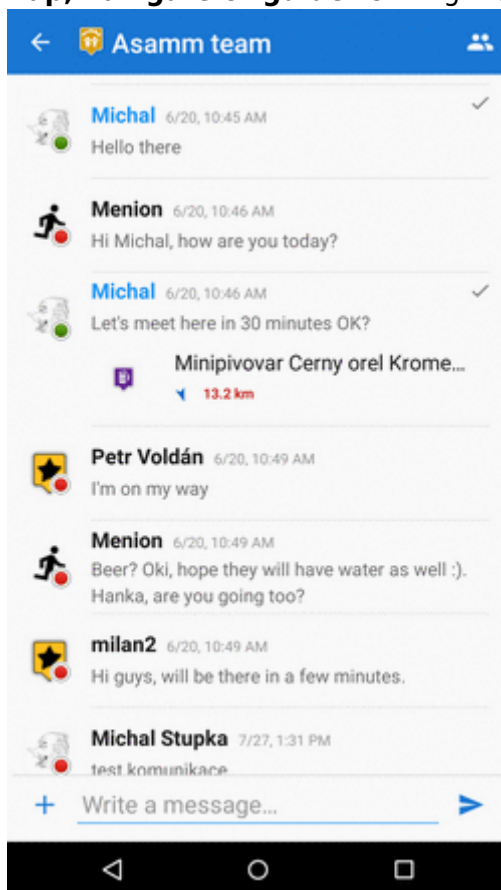 Asamm team
Michal 6/20, 10:45 AM
Hello there
Menion 6/20, 10:46 AM
Hi Michal, how are you today?
Michal 6/20, 10:46 AM
Let's meet here in 30 minutes OK?
Minipivovar Cerny orel Krome...
13.2 km
Petr Voldán 6/20, 10:49 AM
I'm on my way
Menion 6/20, 10:49 AM
Beer? Oki, hope they will have water as well :).
Hanka, are you going too?
milan2 6/20, 10:49 AM
Hi guys, will be there in a few minutes.
Michal Stupka 7/27, 1:31 PM
test komunikace
Write a message...